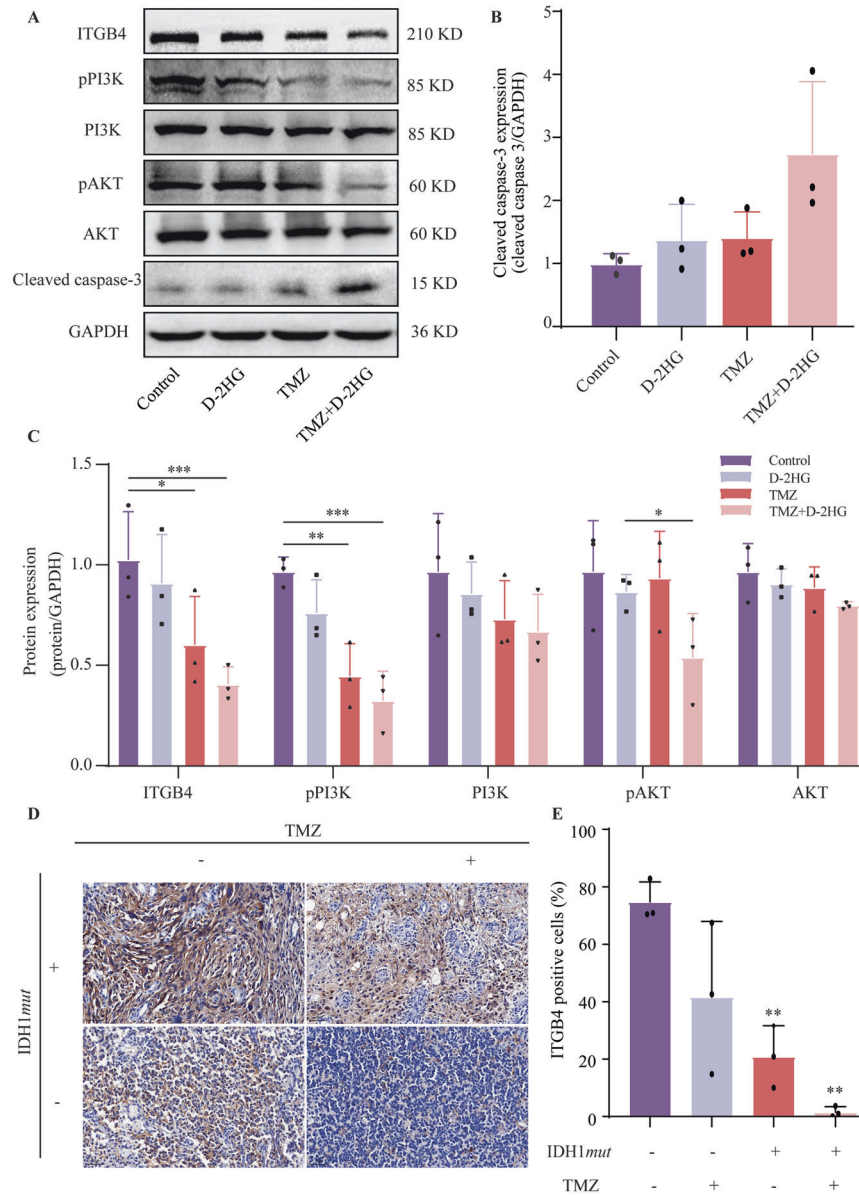 A
ITGB4
210 KD
pPI3K
85 KD
PI3K
85 KD
pAKT
60 KD
AKT
60 KD
Cleaved caspase-3
15 KD
GAPDH
36 KD
Control
D-2HG
TMZ
TMZ+D-2HG
B
Cleaved caspase-3 expression
(cleaved caspase 3/GAPDH)
5
4
3
2
1
0
Control
D-2HG
TMZ
TMZ+D-2HG
C
Protein expression
(protein/GAPDH)
1.5
1.0
0.5
0.0
***
*
***
**
*
Control
D-2HG
TMZ
TMZ+D-2HG
ITGB4
pPI3K
PI3K
pAKT
AKT
D
TMZ
- +
IDH1mut
+
-
E
ITGB4 positive cells (%)
100
80
60
40
20
0
**
**
IDH1mut - - + +
TMZ - + - +